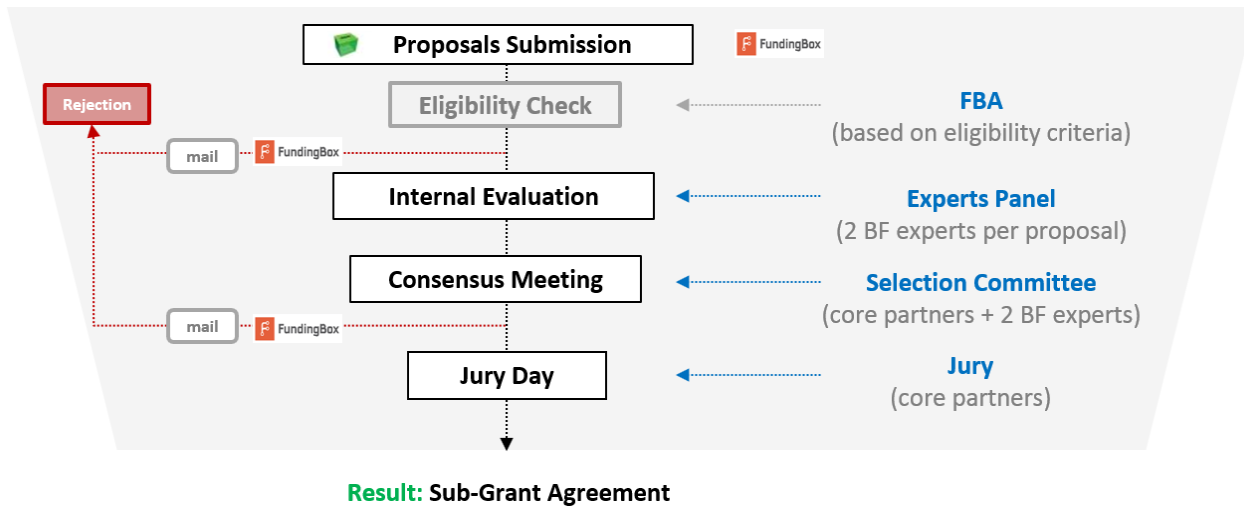 Proposals Submission
FundingBox
Rejection
Eligibility Check
FBA
(based on eligibility criteria)
mail
FundingBox
Internal Evaluation
Experts Panel
(2 BF experts per proposal)
Consensus Meeting
Selection Committee
(core partners + 2 BF experts)
mail
FundingBox
Jury Day
Jury
(core partners)
Result: Sub-Grant Agreement